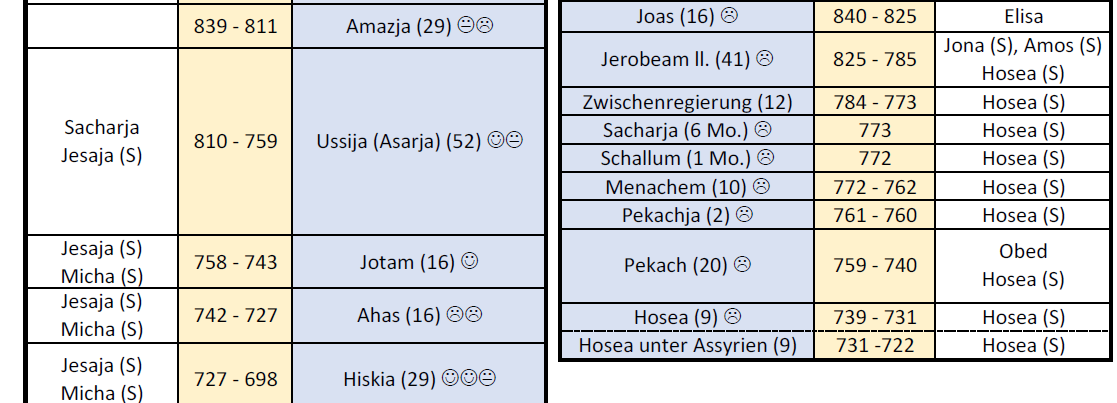 839 - 811 Amazja (29) 😐☹
Sacharja
Jesaja (S)
810 - 759 Ussija (Asarja) (52) ☺😐
Jesaja (S)
Micha (S)
758 - 743 Jotam (16) ☺
Jesaja (S)
Micha (S)
742 - 727 Ahas (16) ☹☹
Jesaja (S)
Micha (S)
727 - 698 Hiskia (29) ☺☺😐
Joas (16) ☹ 840 - 825 Elisa
Jerobeam ll. (41) ☹ 825 - 785 Jona (S), Amos (S)
Hosea (S)
Zwischenregierung (12) 784 - 773 Hosea (S)
Sacharja (6 Mo.) ☹ 773 Hosea (S)
Schallum (1 Mo.) ☹ 772 Hosea (S)
Menachem (10) ☹ 772 - 762 Hosea (S)
Pekachja (2) ☹ 761 - 760 Hosea (S)
Pekach (20) ☹ 759 - 740 Obed
Hosea (S)
Hosea (9) ☹ 739 - 731 Hosea (S)
Hosea unter Assyrien (9) 731 -722 Hosea (S)